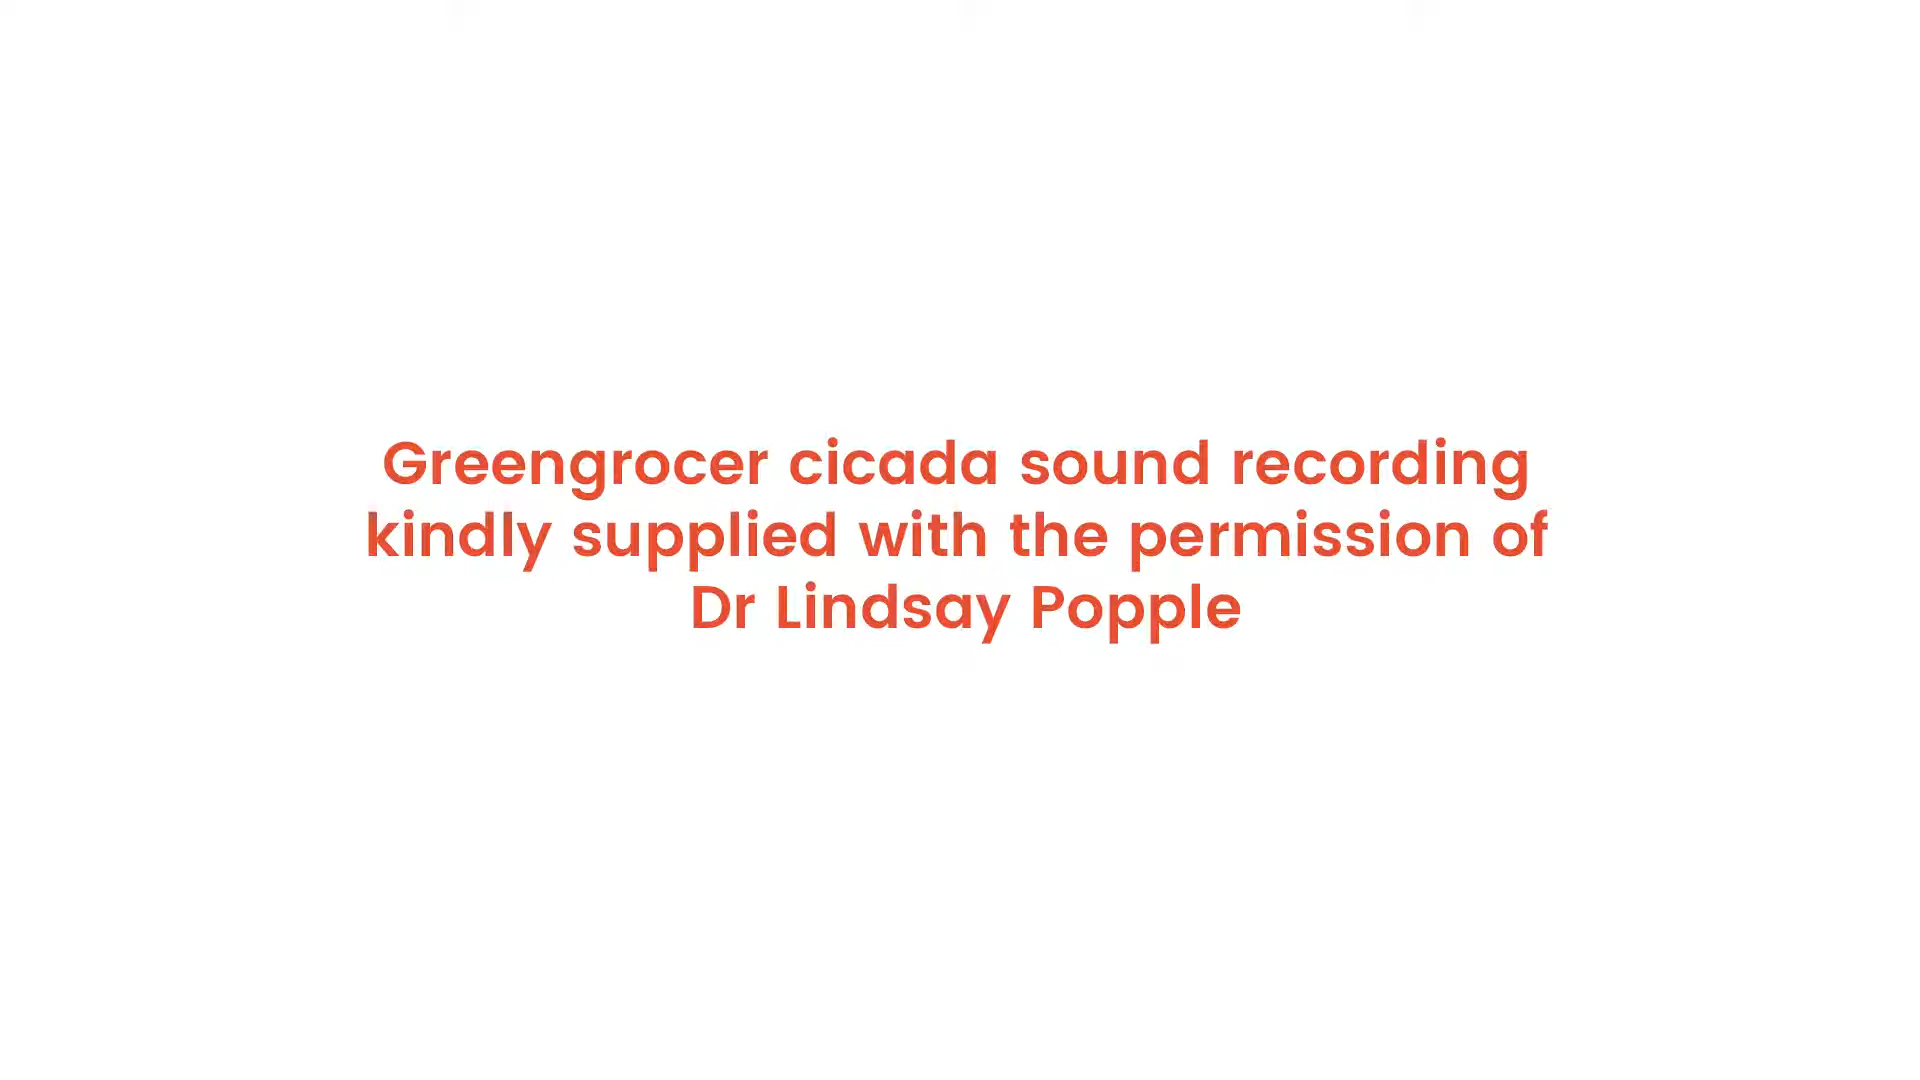 Greengrocer cicada sound recording
kindly supplied with the permission of
Dr Lindsay Popple